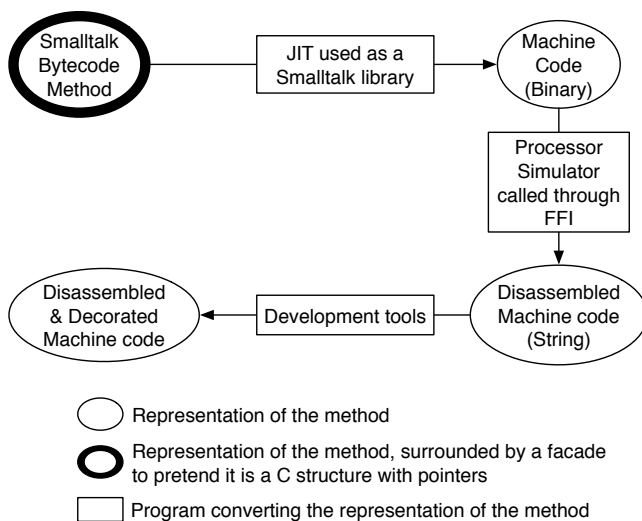 Smalltalk
Bytecode
Method
JIT used as a
Smalltalk library
Machine
Code
(Binary)
Processor
Simulator
called through
FFI
Disassembled
& Decorated
Machine code
Development tools
Disassembled
Machine code
(String)
Representation of the method
Representation of the method, surrounded by a facade
to pretend it is a C structure with pointers
Program converting the representation of the method